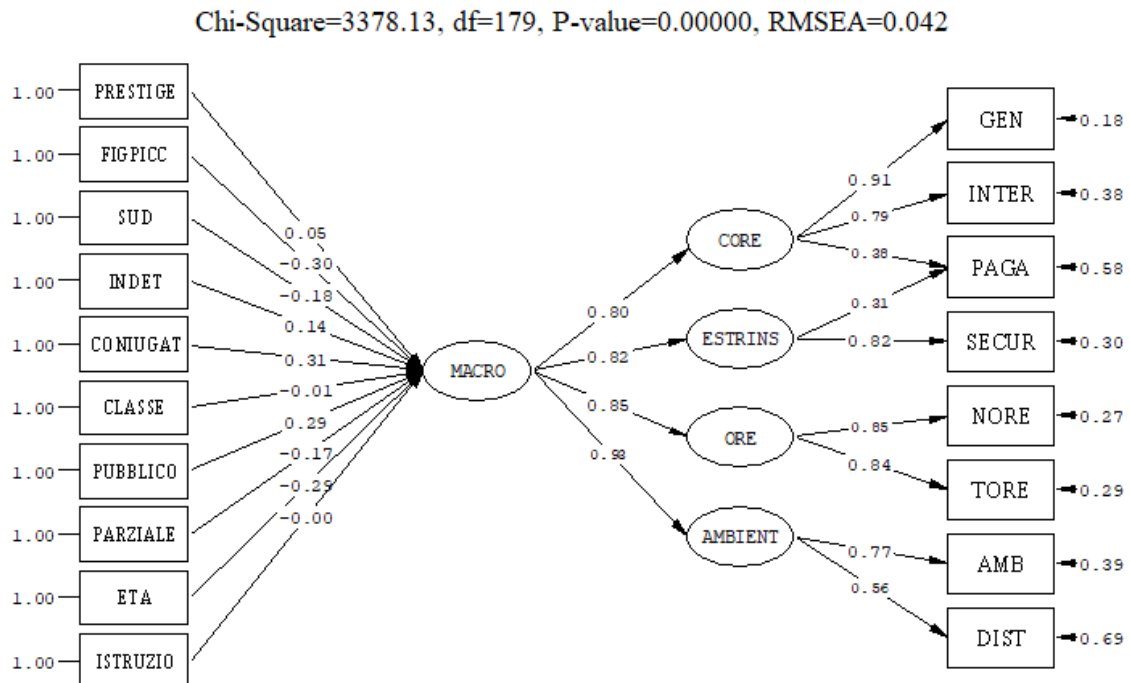 Chi-Square=3378.13, df=179, P-value=0.00000, RMSEA=0.042
1.00 PRESTIGE
1.00 FIGPICC
1.00 SUD
1.00 INDET
1.00 CONIUGAT
1.00 CLASSE
1.00 PUBBLICO
1.00 PARZIALE
1.00 ETA
1.00 ISTRUZIO
0.05
-0.30
-0.18
0.14
0.31
-0.01
0.29
-0.17
-0.29
-0.00
MACRO
0.80
0.82
0.85
0.98
CORE
ESTRINS
ORE
AMBIENT
0.91
0.79
0.38
0.31
0.82
0.85
0.84
0.77
0.56
GEN 0.18
INTER 0.38
PAGA 0.58
SECUR 0.30
NORE 0.27
TORE 0.29
AMB 0.39
DIST 0.69